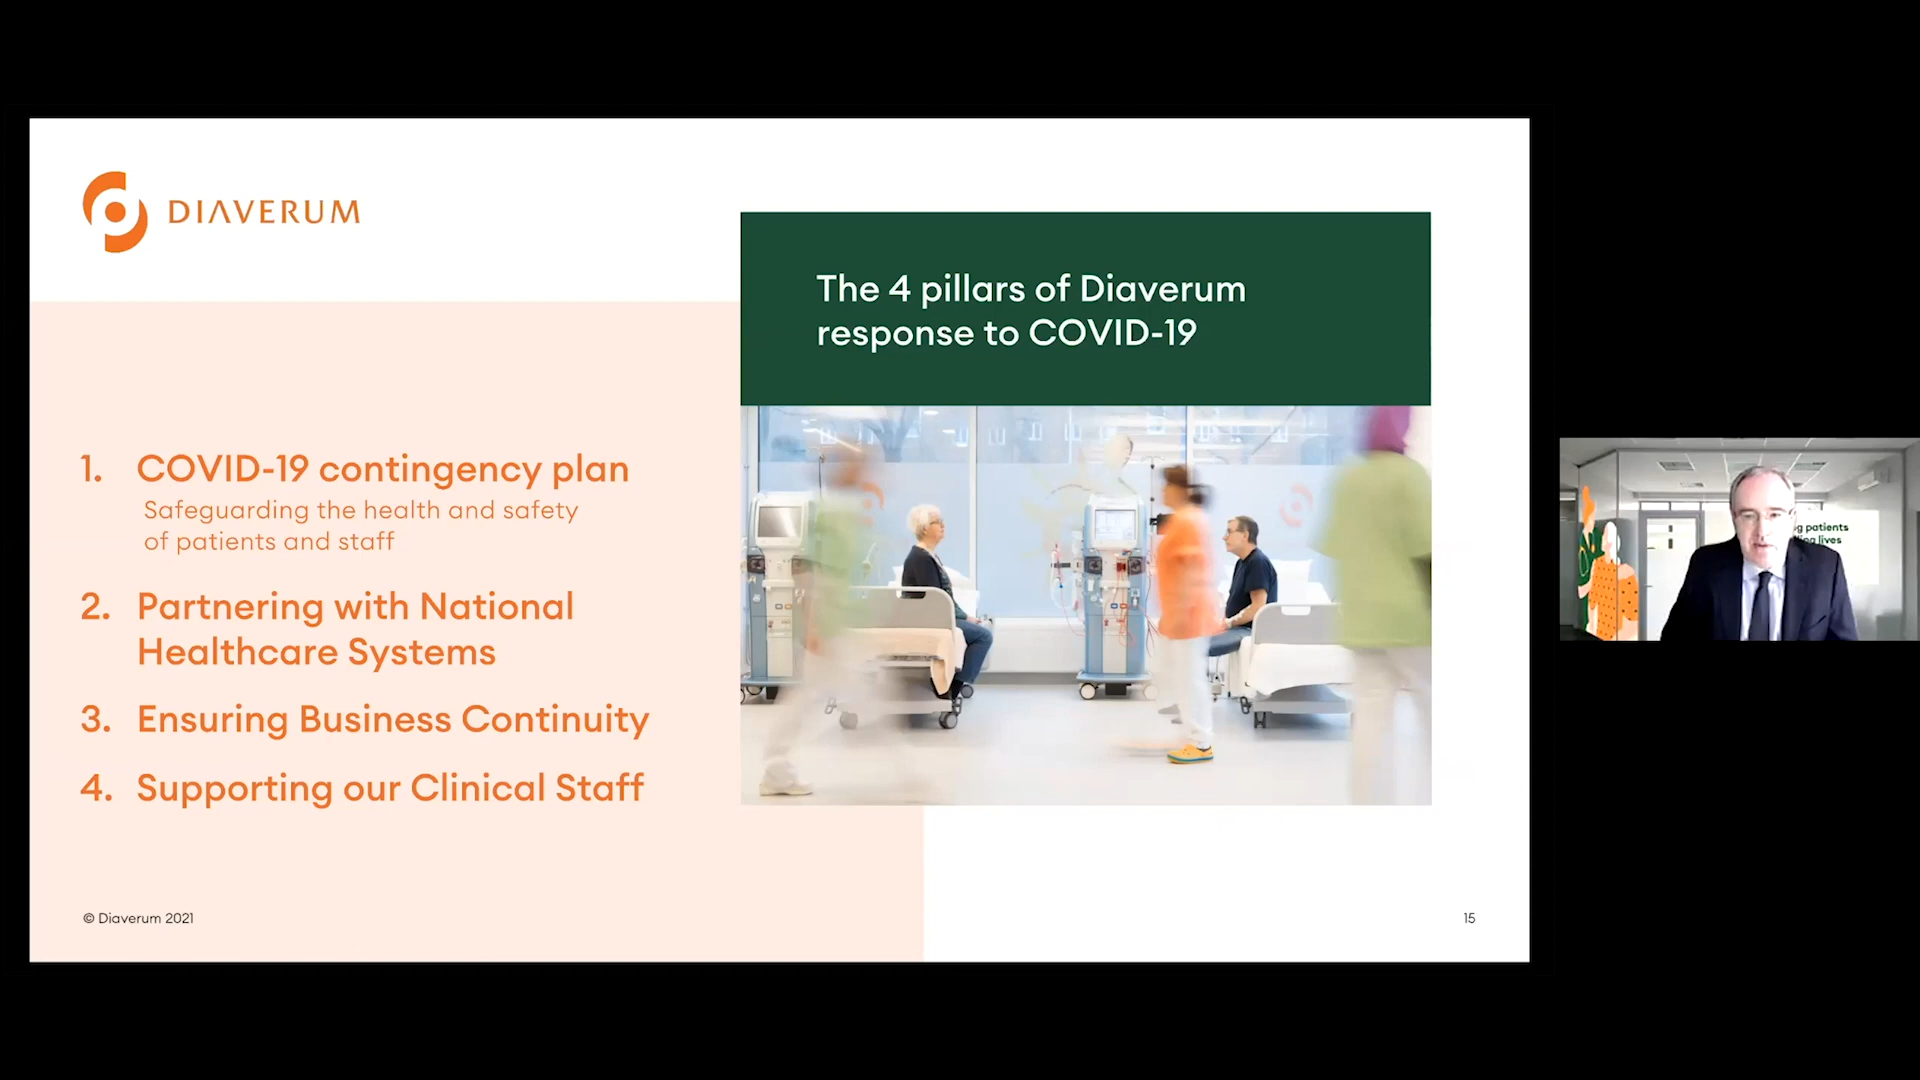 DIAVERUM
The 4 pillars of Diaverum
response to COVID-19
1. COVID-19 contingency plan
Safeguarding the health and safety
of patients and staff
2. Partnering with National
Healthcare Systems
3. Ensuring Business Continuity
4. Supporting our Clinical Staff
© Diaverum 2021
15
patients
lives